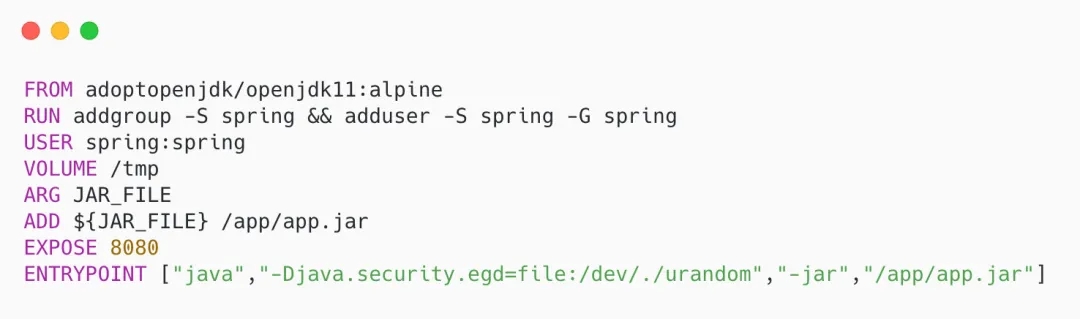 FROM adoptopenjdk/openjdk11:alpine
RUN addgroup -S spring && adduser -S spring -G spring
USER spring:spring
VOLUME /tmp
ARG JAR_FILE
ADD ${JAR_FILE} /app/app.jar
EXPOSE 8080
ENTRYPOINT ["java","-Djava.security.egd=file:/dev/./urandom","-jar","/app/app.jar"]